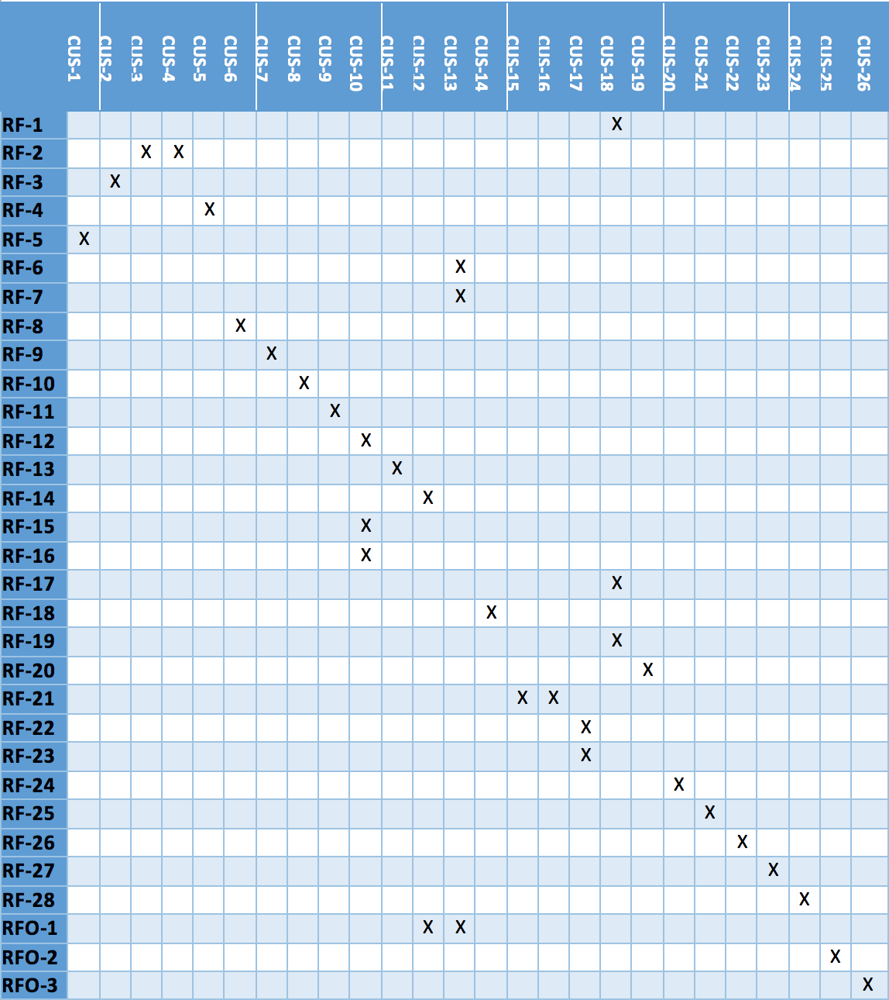 CUS-1 CUS-2 CUS-3 CUS-4 CUS-5 CUS-6 CUS-7 CUS-8 CUS-9 CUS-10 CUS-11 CUS-12 CUS-13 CUS-14 CUS-15 CUS-16 CUS-17 CUS-18 CUS-19 CUS-20 CUS-21 CUS-22 CUS-23 CUS-24 CUS-25 CUS-26
RF-1 X
RF-2 X X
RF-3 X
RF-4 X
RF-5 X
RF-6 X
RF-7 X
RF-8 X
RF-9 X
RF-10 X
RF-11 X
RF-12 X
RF-13 X
RF-14 X
RF-15 X
RF-16 X
RF-17 X
RF-18 X
RF-19 X
RF-20 X
RF-21 X X
RF-22 X
RF-23 X
RF-24 X
RF-25 X
RF-26 X
RF-27 X
RF-28 X
RFO-1 X X
RFO-2 X
RFO-3 X